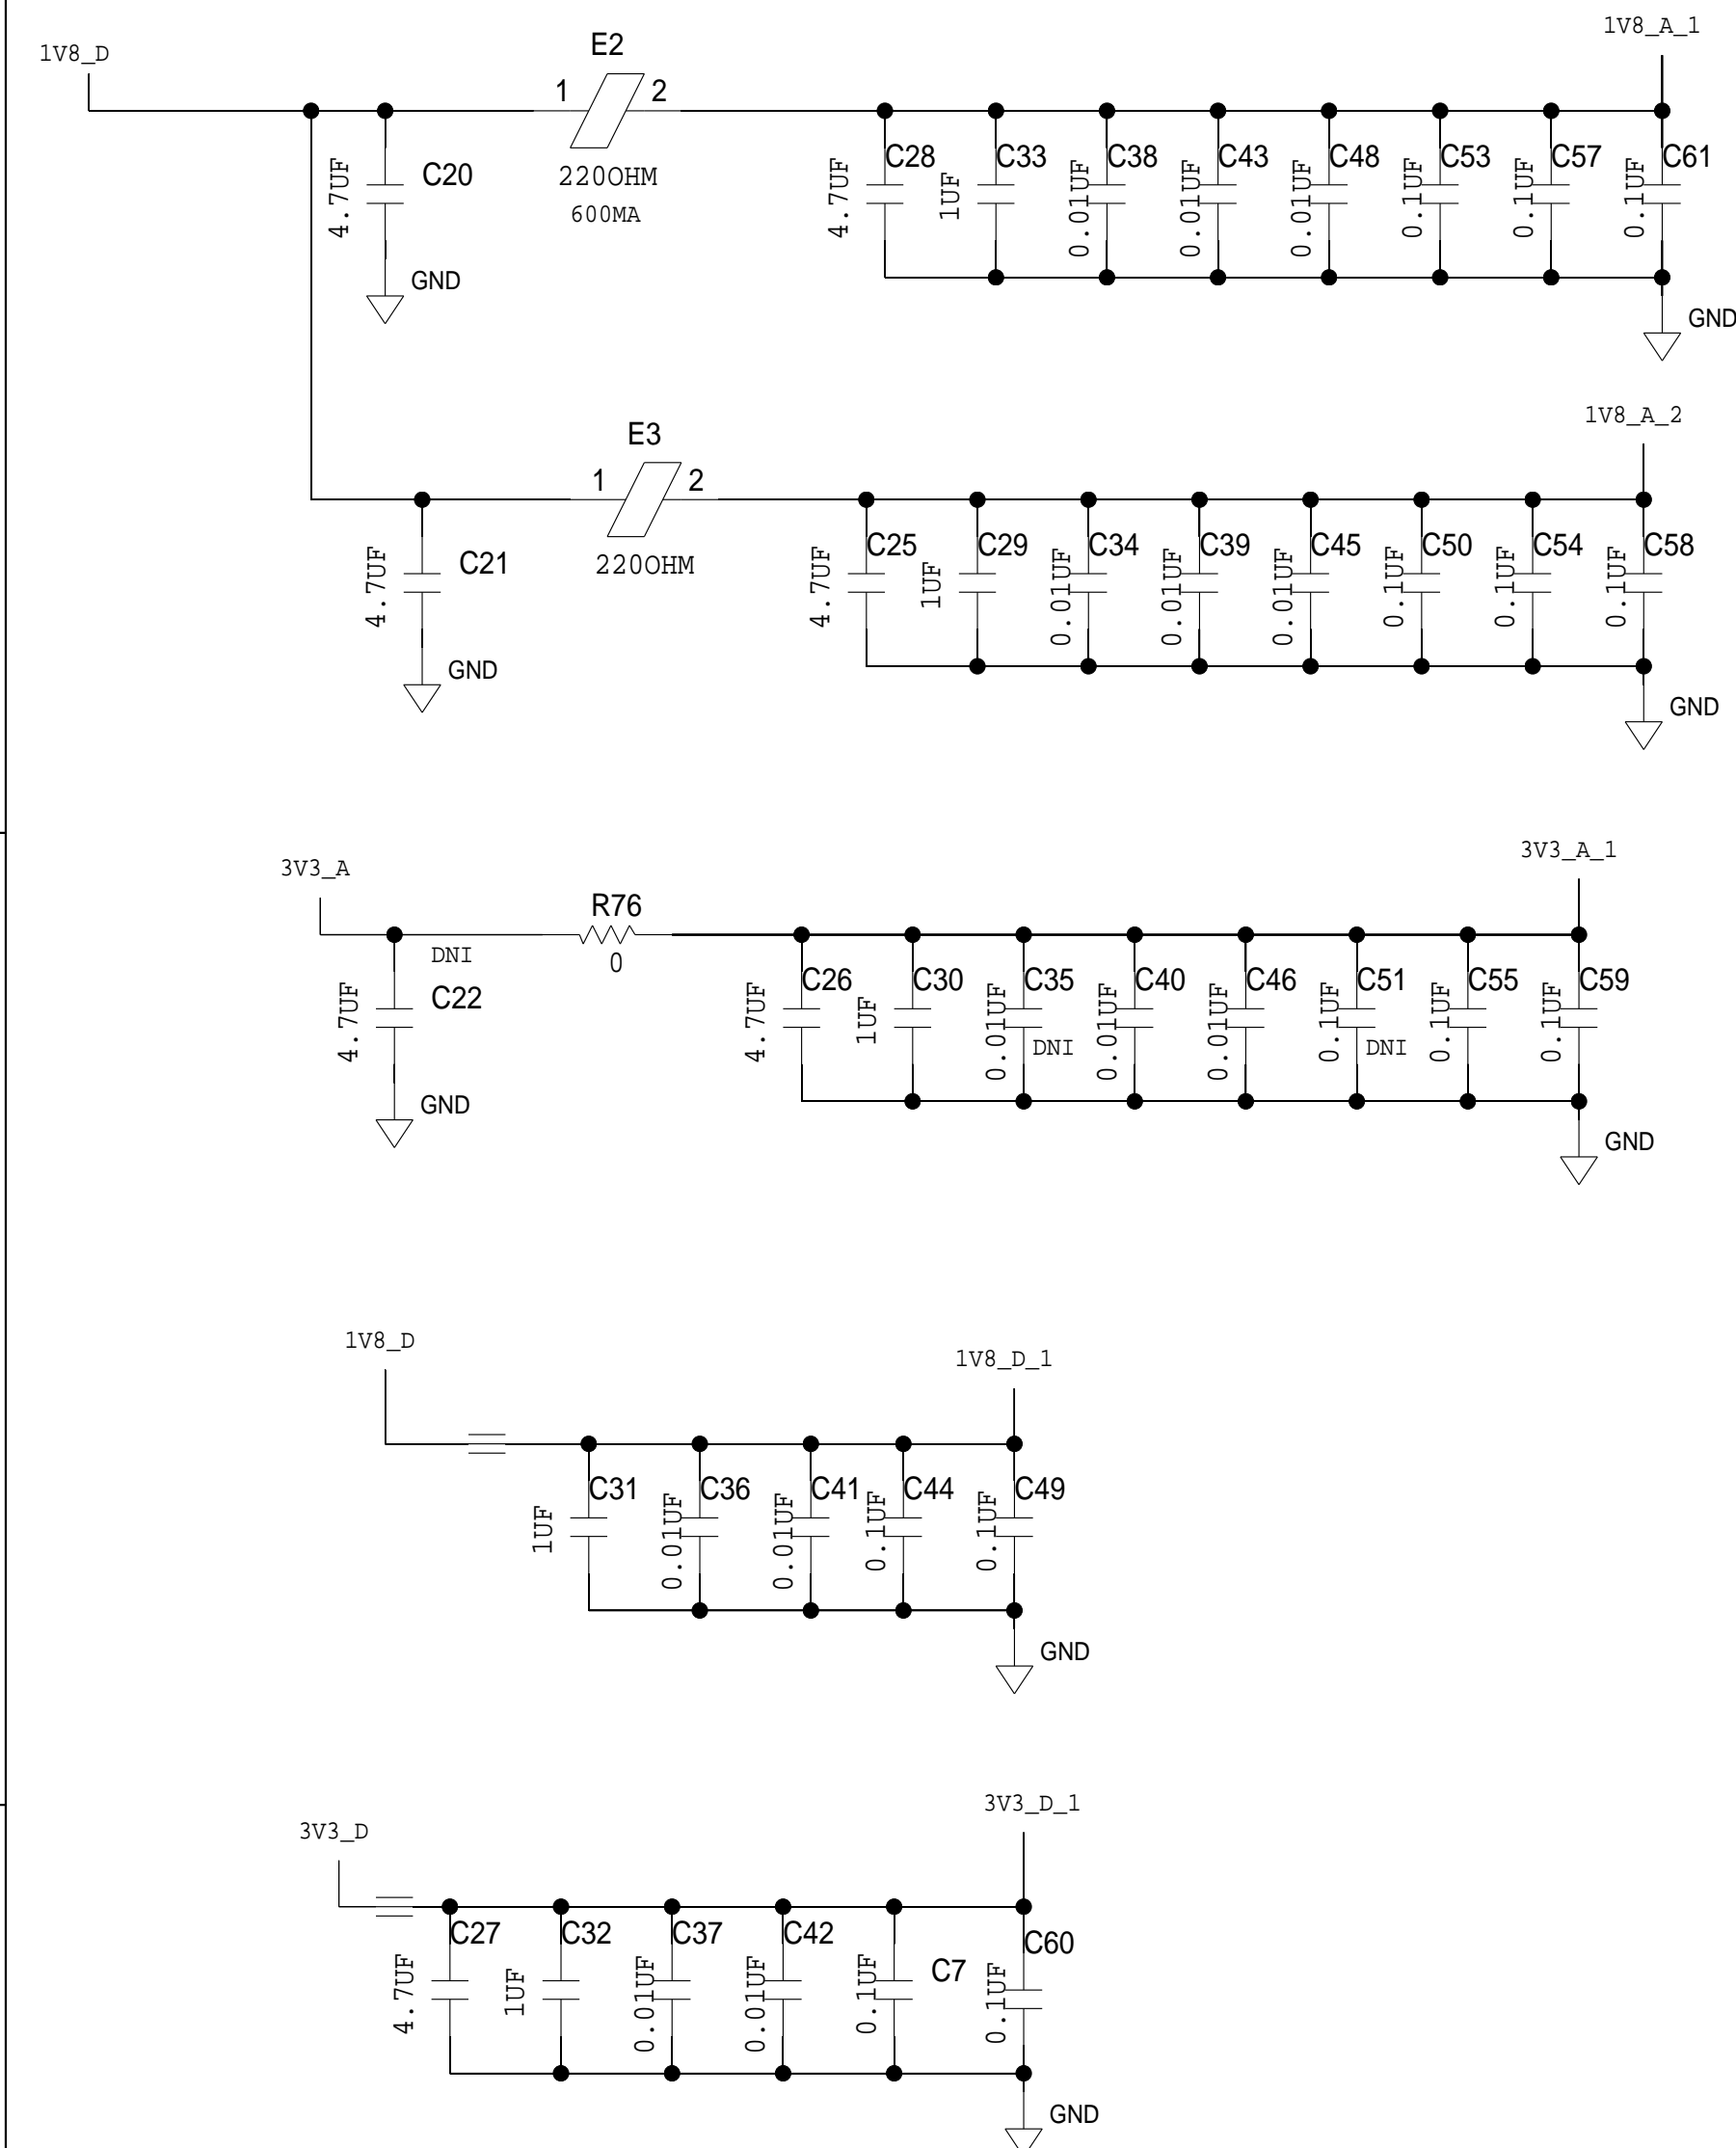 1V8_D
E2
1V8_A_1
1 2
4.7UF C20
220OHM
600MA
GND
4.7UF C28 1UF C33 0.01UF C38 0.01UF C43 0.01UF C48 0.1UF C53 0.1UF C57 0.1UF C61
GND
1V8_A_2
E3
1 2
4.7UF C21
220OHM
GND
4.7UF C25 1UF C29 0.01UF C34 0.01UF C39 0.01UF C45 0.1UF C50 0.1UF C54 0.1UF C58
GND
3V3_A
3V3_A_1
R76
DNI
0
4.7UF C22
GND
4.7UF C26 1UF C30 0.01UF C35 0.01UF C40 0.01UF C46 0.1UF C51 0.1UF C55 0.1UF C59
DNI DNI
GND
1V8_D
1V8_D_1
1UF C31 0.01UF C36 0.01UF C41 0.1UF C44 0.1UF C49
GND
3V3_D
3V3_D_1
4.7UF C27 1UF C32 0.01UF C37 0.01UF C42 0.1UF C7 0.1UF C60
GND